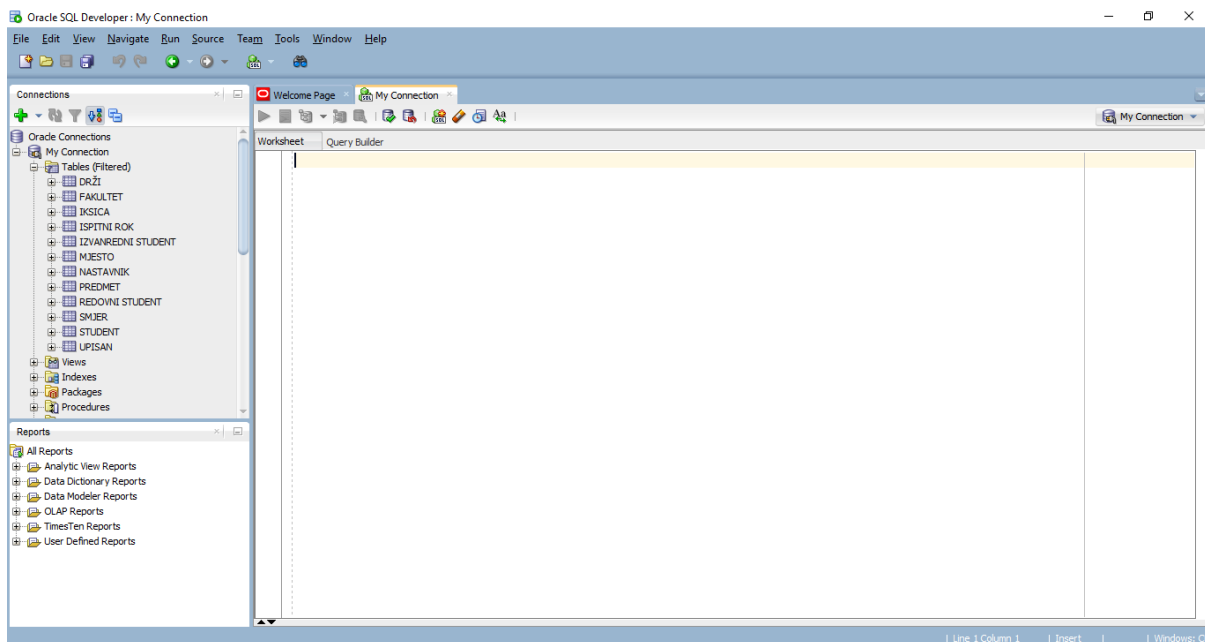 Oracle SQL Developer : My Connection
File Edit View Navigate Run Source Team Tools Window Help
Connections
Welcome Page
My Connection
My Connection
Worksheet Query Builder
Oracle Connections
My Connection
Tables (Filtered)
DRŽI
FAKULTET
IKSICA
ISPITNI ROK
IZVANREDNI STUDENT
MJESTO
NASTAVNIK
PREDMET
REDOVNI STUDENT
SMJER
STUDENT
UPISAN
Views
Indexes
Packages
Procedures
Reports
All Reports
Analytic View Reports
Data Dictionary Reports
Data Modeler Reports
OLAP Reports
TimesTen Reports
User Defined Reports
| Line 1 Column 1 | Insert | | Windows: C